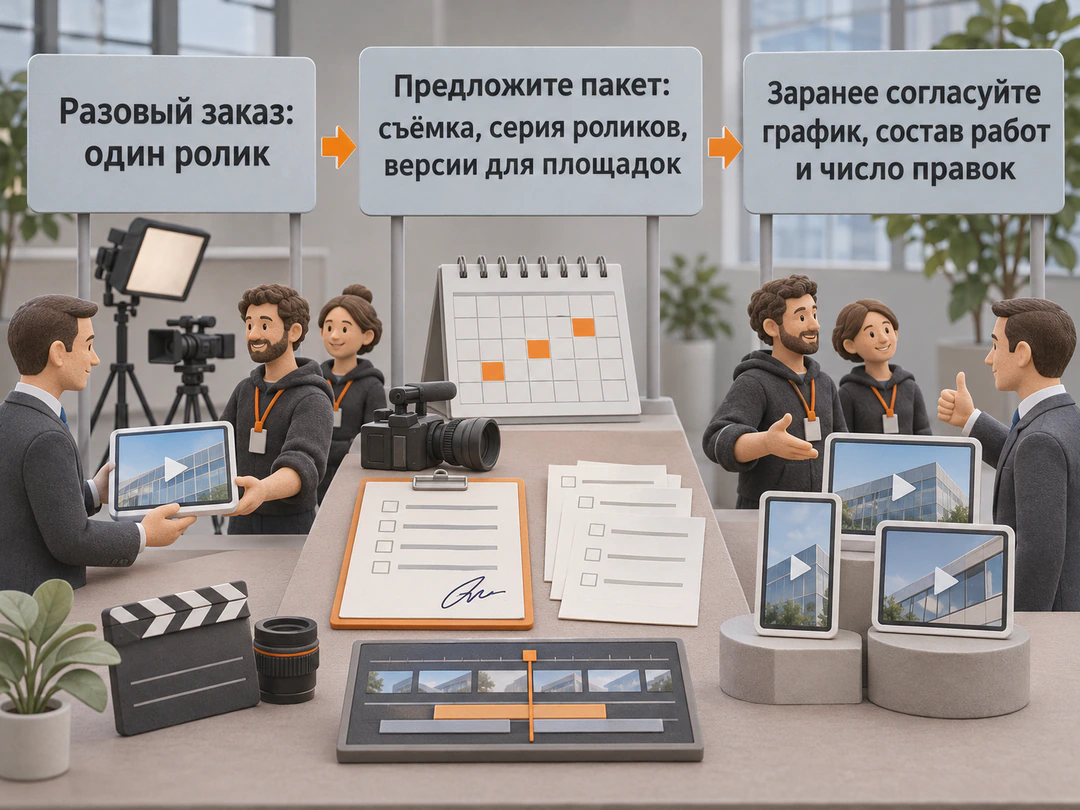 Разовый заказ:
один ролик
Предложите пакет:
съёмка, серия роликов,
версии для площадок
Заранее согласуйте
график, состав работ
и число правок